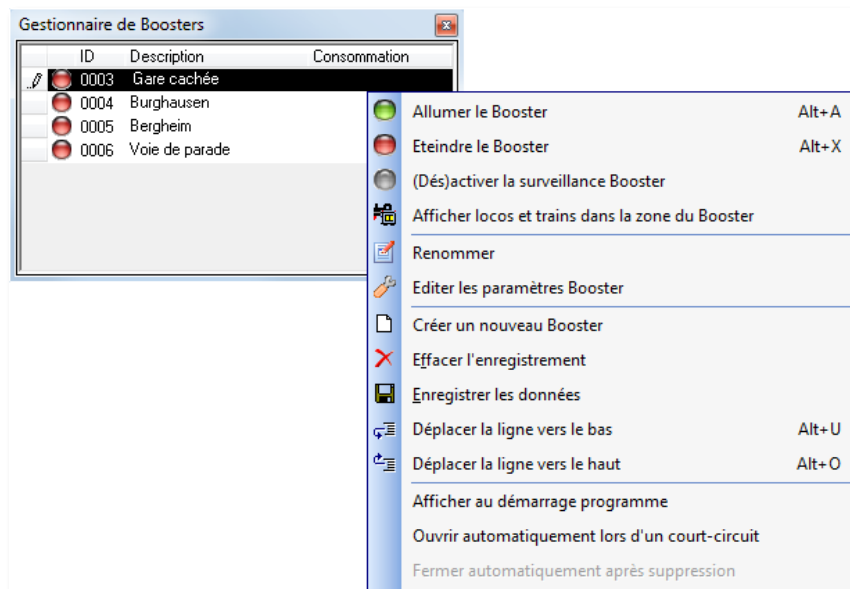 Gestionnaire de Boosters
ID Description Consommation
0003 Gare cachée
0004 Burghausen
0005 Bergheim
0006 Voie de parade
Allumer le Booster Alt+A
Eteindre le Booster Alt+X
(Dés)activer la surveillance Booster
Afficher locos et trains dans la zone du Booster
Renommer
Editer les paramètres Booster
Créer un nouveau Booster
Effacer l'enregistrement
Enregistrer les données
Déplacer la ligne vers le bas Alt+U
Déplacer la ligne vers le haut Alt+O
Afficher au démarrage programme
Ouvrir automatiquement lors d'un court-circuit
Fermer automatiquement après suppression